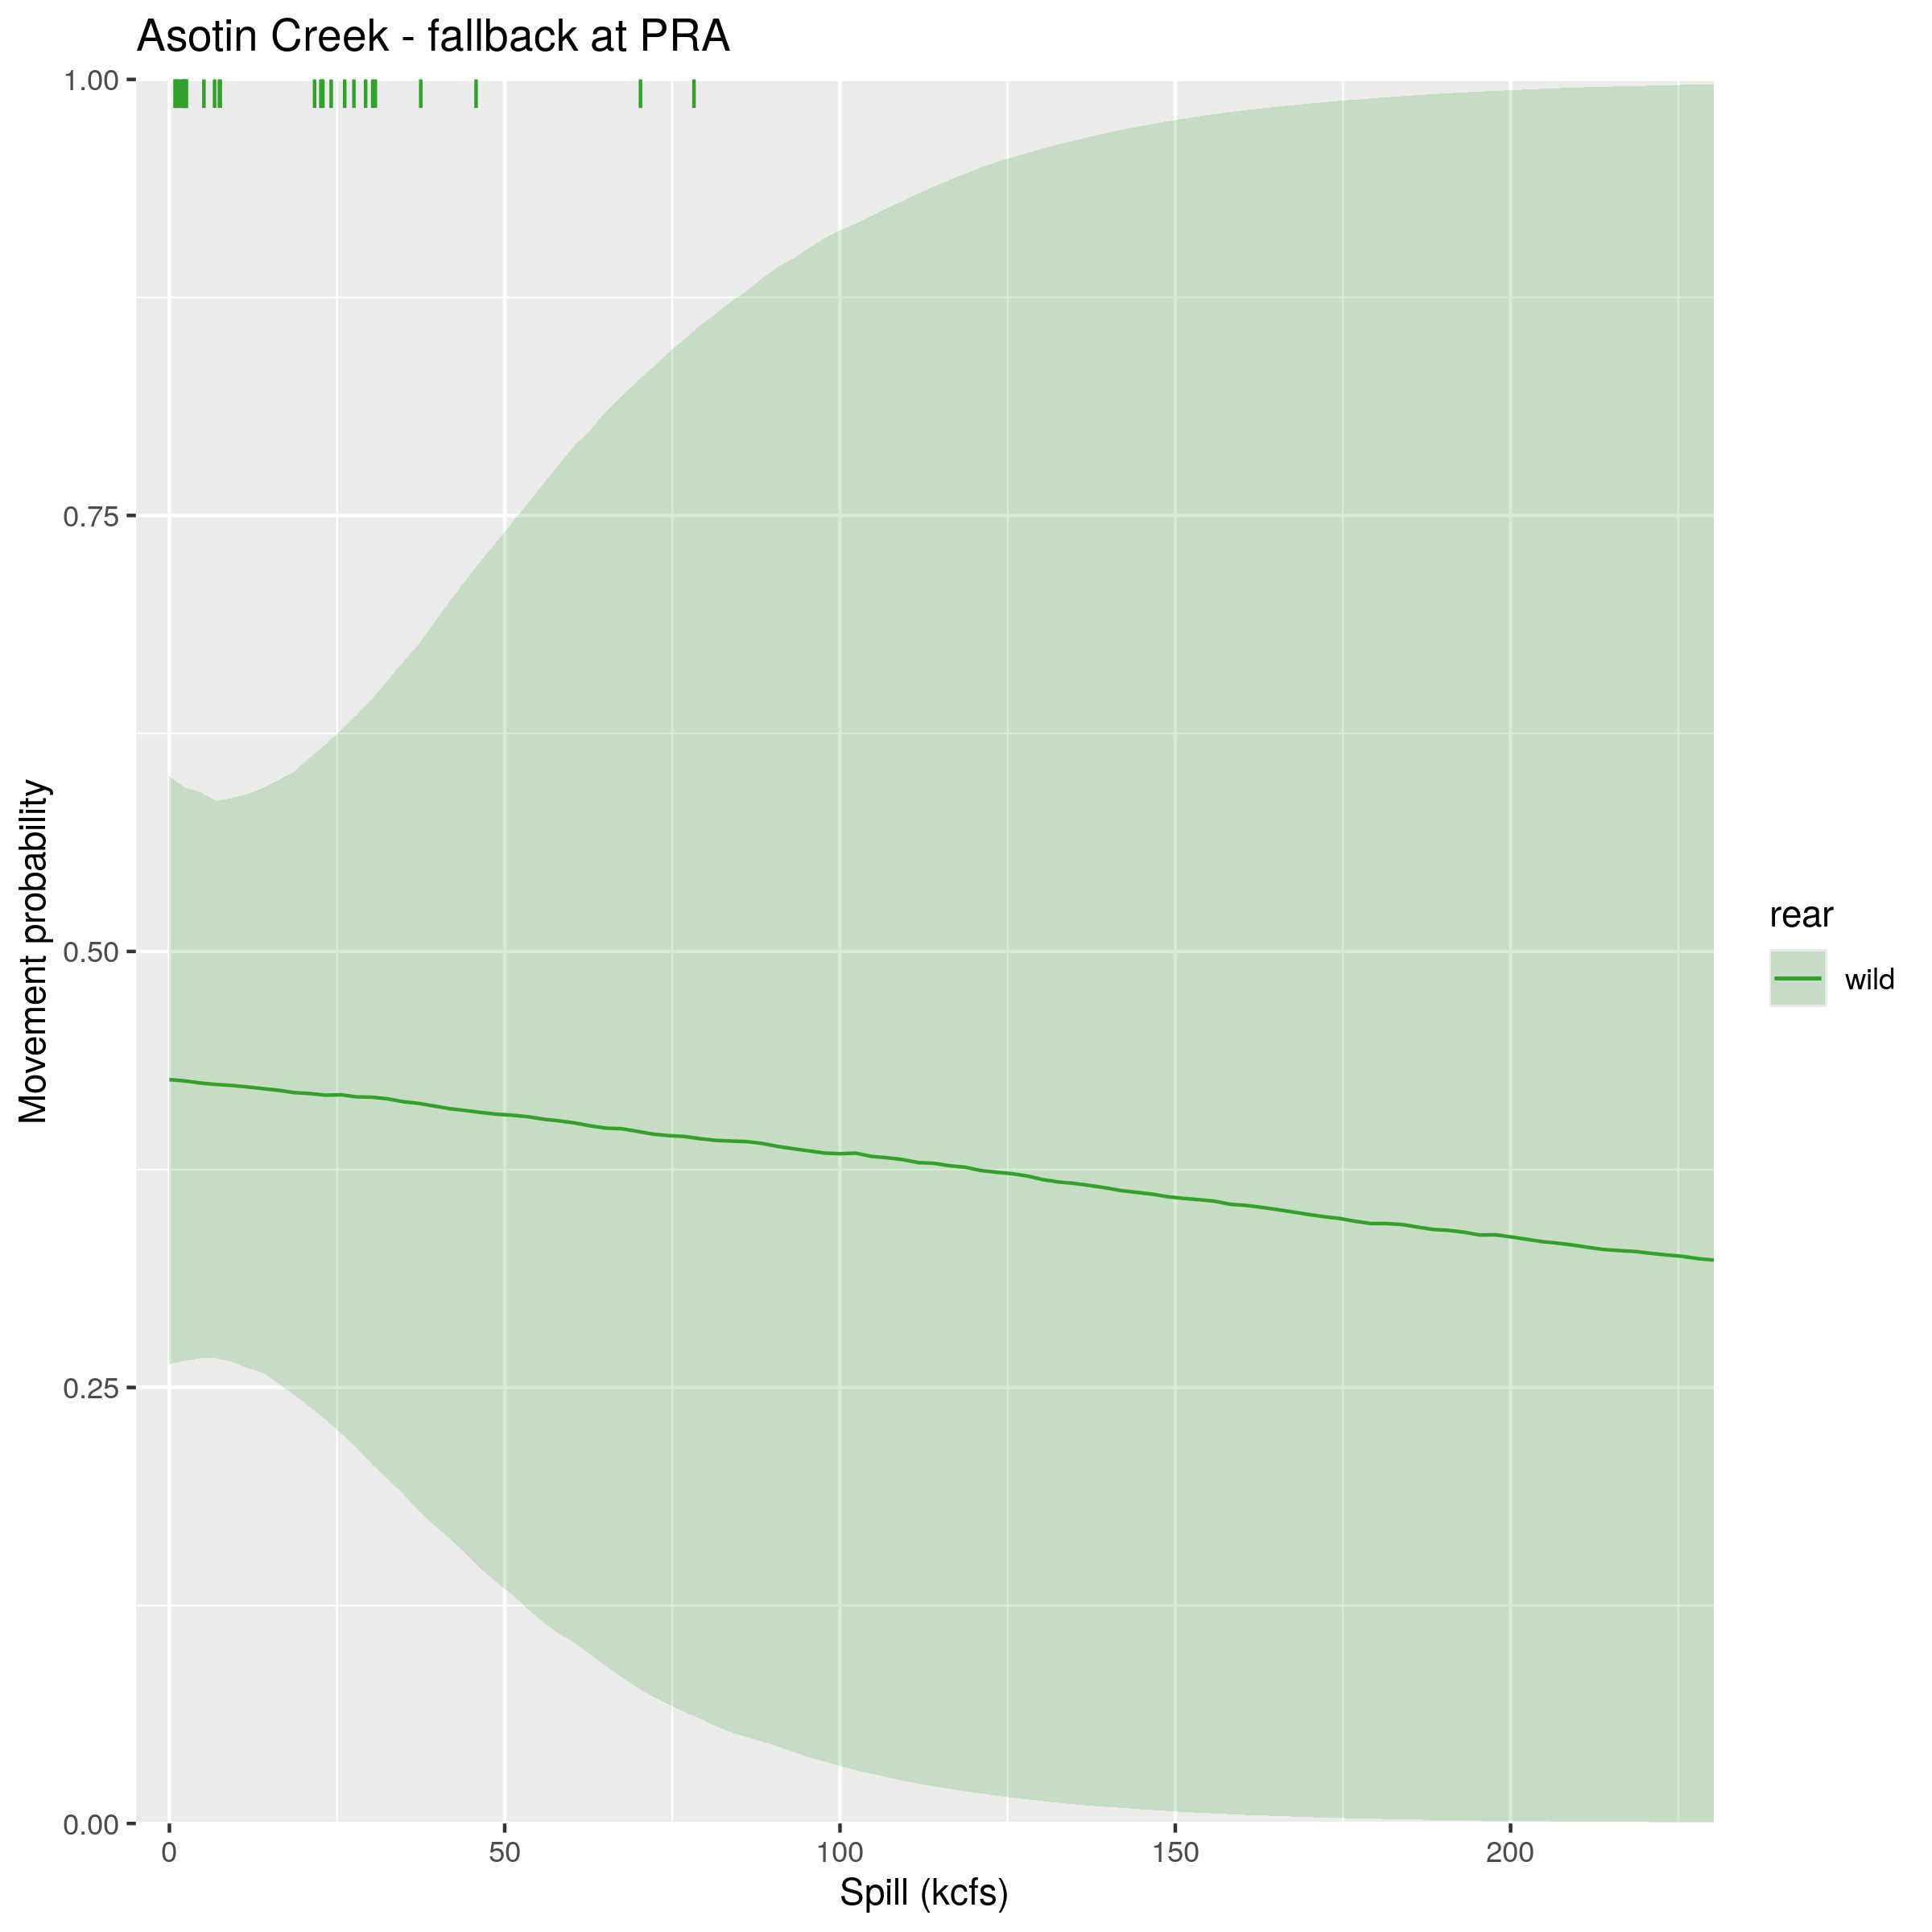 Asotin Creek - fallback at PRA
1.00
0.75
0.50
0.25
0.00
Movement probability
0
50
100
150
200
Spill (kcfs)
rear
wild